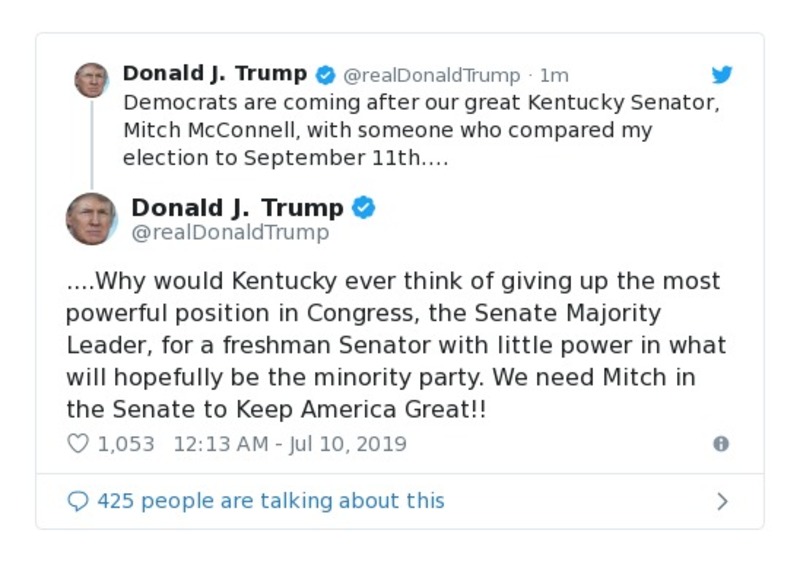 Donald J. Trump @realDonaldTrump · 1m
Democrats are coming after our great Kentucky Senator,
Mitch McConnell, with someone who compared my
election to September 11th....
Donald J. Trump
@realDonaldTrump
....Why would Kentucky ever think of giving up the most
powerful position in Congress, the Senate Majority
Leader, for a freshman Senator with little power in what
will hopefully be the minority party. We need Mitch in
the Senate to Keep America Great!!
1,053 12:13 AM - Jul 10, 2019
425 people are talking about this